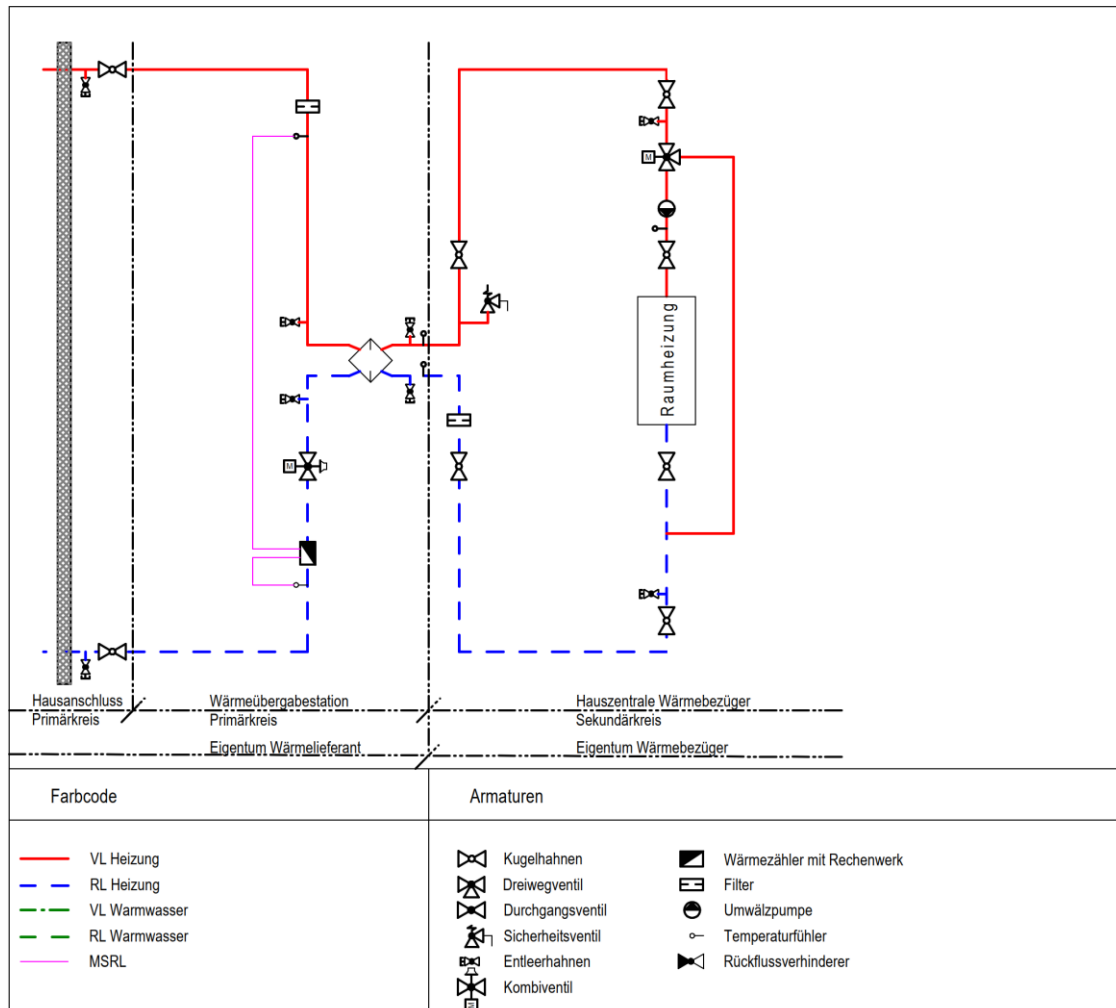 M
M
Raumheizung
Hausanschluss
Primärkreis
Wärmeübergabestation
Primärkreis
Hauszentrale Wärmebezüger
Sekundärkreis
Eigentum Wärmelieferant
Eigentum Wärmebezüger
Farbcode
Armaturen
VL Heizung
RL Heizung
VL Warmwasser
RL Warmwasser
MSRL
Kugelhahnen
Dreiwegventil
Durchgangsventil
Sicherheitsventil
Entleerhahnen
Kombiventil
M
Wärmezähler mit Rechenwerk
Filter
Umwälzpumpe
Temperaturfühler
Rückflussverhinderer